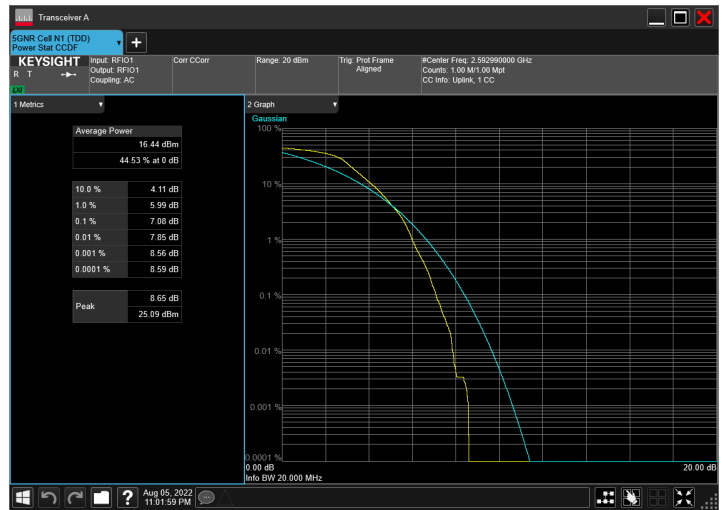 Transceiver A
5GNR Cell N1 (TDD)
Power Stat CCDF
KEYSIGHT
R T
LXI
Input: RFIO1
Output: RFIO1
Coupling: AC
Corr CCorr
Range: 20 dBm
Trig: Prot Frame
Aligned
#Center Freq: 2.592990000 GHz
Counts: 1.00 M/1.00 Mpt
CC Info: Uplink, 1 CC
1 Metrics
Average Power
16.44 dBm
44.53 % at 0 dB
10.0 % 4.11 dB
1.0 % 5.99 dB
0.1 % 7.08 dB
0.01 % 7.85 dB
0.001 % 8.56 dB
0.0001 % 8.59 dB
Peak
8.65 dB
25.09 dBm
2 Graph
Gaussian
100 %
10 %
1 %
0.1 %
0.01 %
0.001 %
0.0001 %
0.00 dB 20.00 dB
Info BW 20.000 MHz
Aug 05, 2022
11:01:59 PM